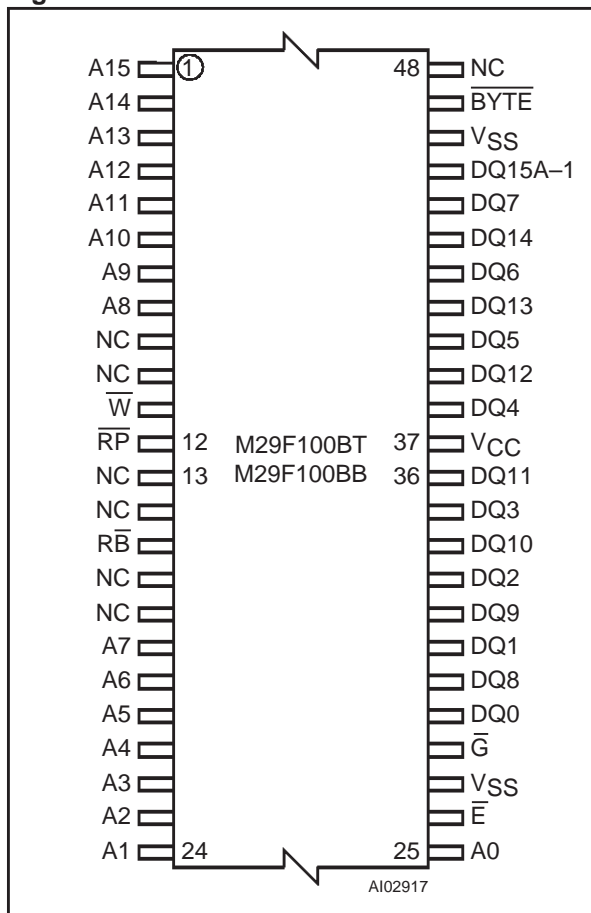 A15 1 48 NC
A14 B̅Y̅T̅E̅
A13 VSS
A12 DQ15A–1
A11 DQ7
A10 DQ14
A9 DQ6
A8 DQ13
NC DQ5
NC DQ12
W̅ DQ4
R̅P̅ 12 M29F100BT 37 VCC
NC 13 M29F100BB 36 DQ11
NC DQ3
RB̅ DQ10
NC DQ2
NC DQ9
A7 DQ1
A6 DQ8
A5 DQ0
A4 G̅
A3 VSS
A2 E̅
A1 24 25 A0
AI02917